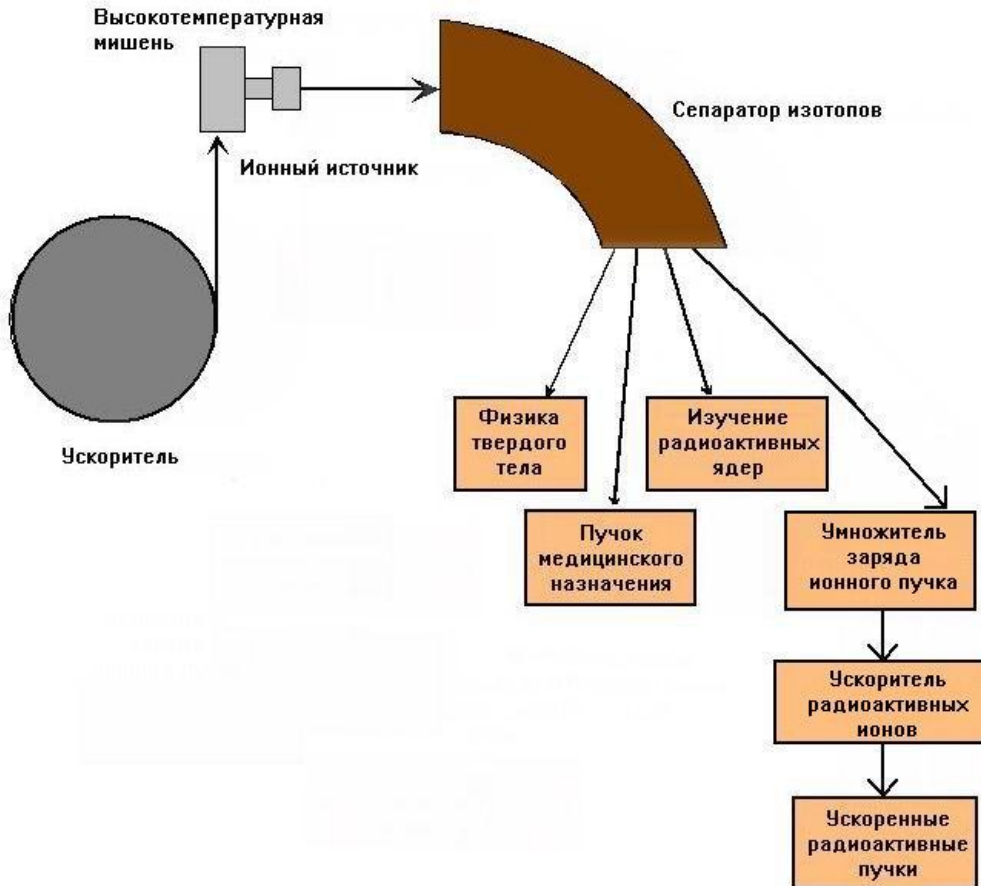 Высокотемпературная
мишень
Сепаратор изотопов
Ионный источник
Ускоритель
Физика
твердого
тела
Изучение
радиоактивных
ядер
Пучок
медицинского
назначения
Умножитель
заряда
ионного пучка
Ускоритель
радиоактивных
ионов
Ускоренные
радиоактивные
пучки